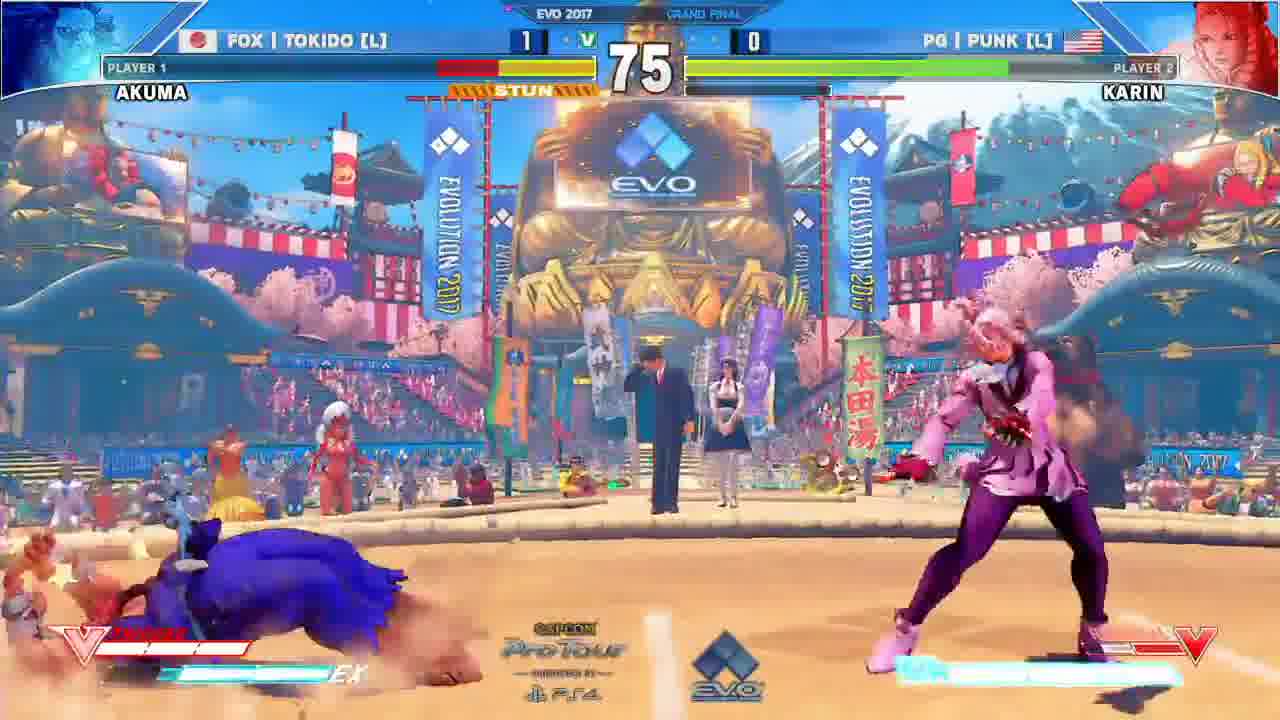 EVO 2017
GRAND FINAL
FOX | TOKIDO [L]
1
V
75
0
PG | PUNK [L]
PLAYER 1
PLAYER 2
STUN
AKUMA
KARIN
EVO
EVOLUTION 2017
EVOLUTION 2017
本田湯
V
EX
V
CAPCOM
Pro Tour
PS4
EVO